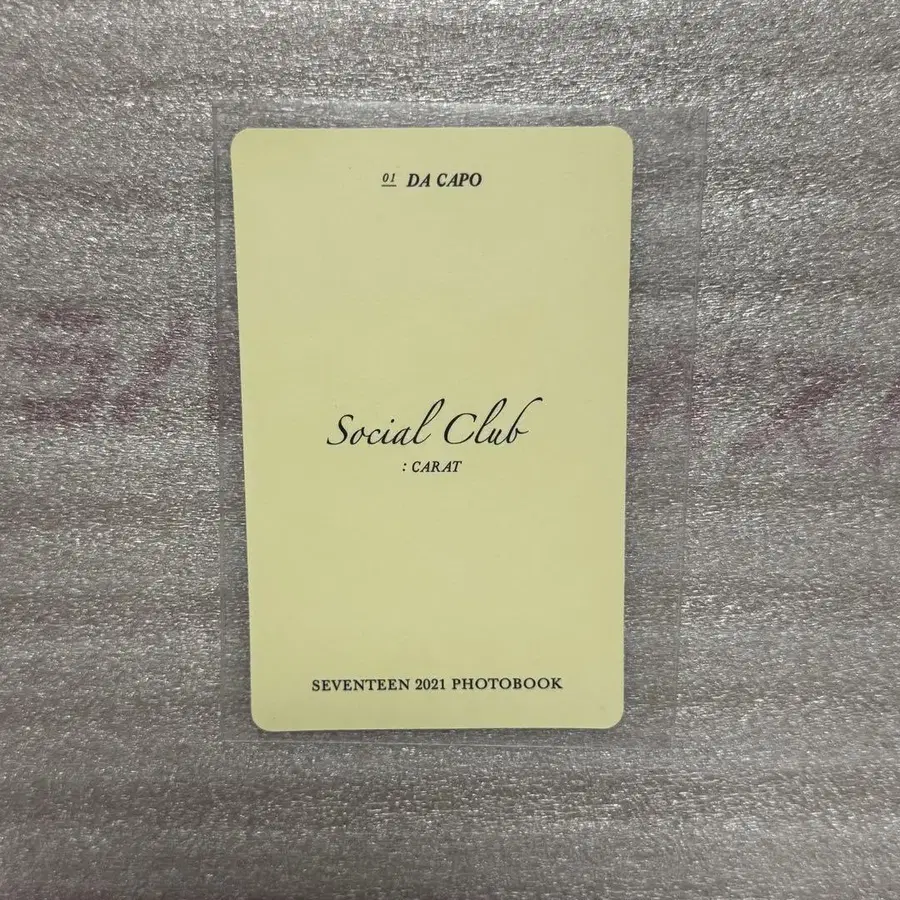 01 DA CAPO
Social Club
: CARAT
SEVENTEEN 2021 PHOTOBOOK